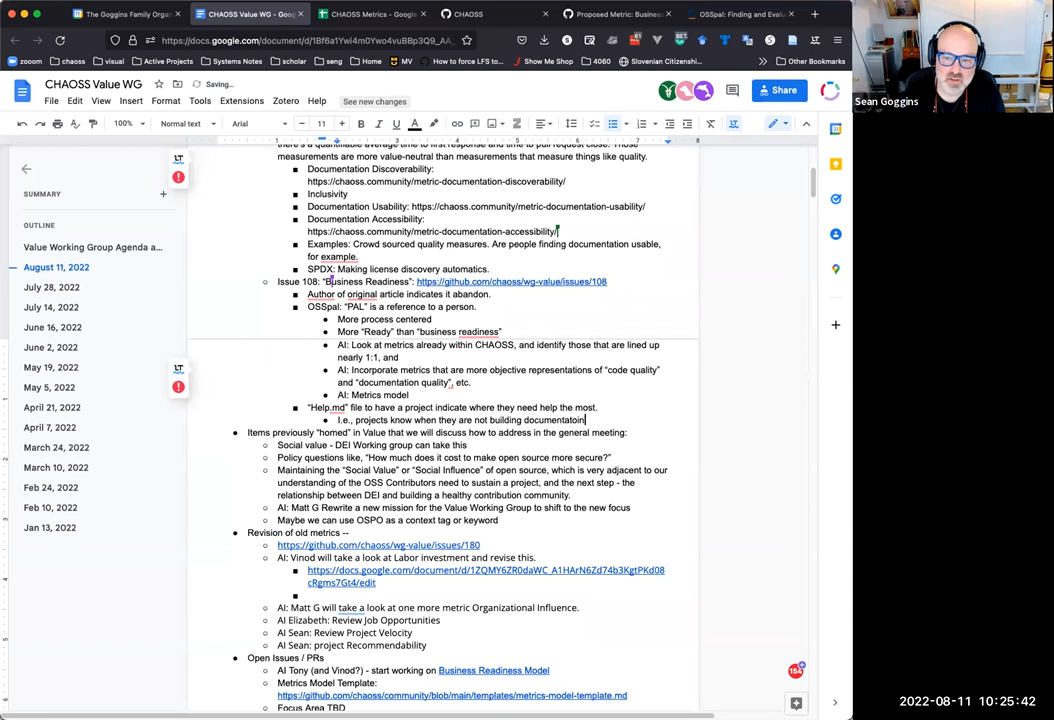 The Goggins Family Organ
CHAOSS Value WG - Goog
CHAOSS Metrics - Google
CHAOSS
Proposed Metric: Busines
OSSpal: Finding and Evalu
https://docs.google.com/document/d/1Bf6a1Ywi4m0Ywo4vuBBp3Q9_AA_
zooom
chaoss
visual
Active Projects
Systems Notes
scholar
seng
Home
MV
How to force LFS to...
Show Me Shop
4060
Slovenian Citizenshi...
Other Bookmarks
CHAOSS Value WG
Saving...
File Edit View Insert Format Tools Extensions Zotero Help
See new changes
Share
Sean Goggins
100%
Normal text
Arial
11
SUMMARY
OUTLINE
Value Working Group Agenda a...
August 11, 2022
July 28, 2022
July 14, 2022
June 16, 2022
June 2, 2022
May 19, 2022
May 5, 2022
April 21, 2022
April 7, 2022
March 24, 2022
March 10, 2022
Feb 24, 2022
Feb 10, 2022
Jan 13, 2022
there's a quantifiable average time to first response and time to pull request close. Those
measurements are more value-neutral than measurements that measure things like quality.
■ Documentation Discoverability:
https://chaoss.community/metric-documentation-discoverability/
■ Inclusivity
■ Documentation Usability: https://chaoss.community/metric-documentation-usability/
■ Documentation Accessibility:
https://chaoss.community/metric-documentation-accessibility/
■ Examples: Crowd sourced quality measures. Are people finding documentation usable,
for example.
■ SPDX: Making license discovery automatics.
○ Issue 108: “Business Readiness”: https://github.com/chaoss/wg-value/issues/108
■ Author of original article indicates it abandon.
■ OSSpal: “PAL” is a reference to a person.
● More process centered
● More “Ready” than “business readiness”
● AI: Look at metrics already within CHAOSS, and identify those that are lined up
nearly 1:1, and
● AI: Incorporate metrics that are more objective representations of “code quality”
and “documentation quality”, etc.
● AI: Metrics model
■ “Help.md” file to have a project indicate where they need help the most.
● I.e., projects know when they are not building documentatoin
● Items previously “homed” in Value that we will discuss how to address in the general meeting:
○ Social value - DEI Working group can take this
○ Policy questions like, “How much does it cost to make open source more secure?”
○ Maintaining the “Social Value” or “Social Influence” of open source, which is very adjacent to our
understanding of the OSS Contributors need to sustain a project, and the next step - the
relationship between DEI and building a healthy contribution community.
○ AI: Matt G Rewrite a new mission for the Value Working Group to shift to the new focus
○ Maybe we can use OSPO as a context tag or keyword
● Revision of old metrics --
○ https://github.com/chaoss/wg-value/issues/180
○ AI: Vinod will take a look at Labor investment and revise this.
■ https://docs.google.com/document/d/1ZQMY6ZR0daWC_A1HArN6Zd74b3KgtPKd08
cRgms7Gt4/edit
■
○ AI: Matt G will take a look at one more metric Organizational Influence.
○ AI Elizabeth: Review Job Opportunities
○ AI Sean: Review Project Velocity
○ AI Sean: project Recommendability
● Open Issues / PRs
○ AI Tony (and Vinod?) - start working on Business Readiness Model
○ Metrics Model Template:
https://github.com/chaoss/community/blob/main/templates/metrics-model-template.md
○ Focus Area TBD
2022-08-11 10:25:42